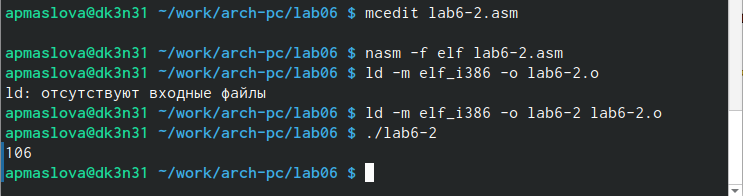 apmaslova@dk3n31 ~/work/arch-pc/lab06 $ mcedit lab6-2.asm
apmaslova@dk3n31 ~/work/arch-pc/lab06 $ nasm -f elf lab6-2.asm
apmaslova@dk3n31 ~/work/arch-pc/lab06 $ ld -m elf_i386 -o lab6-2.o
ld: отсутствуют входные файлы
apmaslova@dk3n31 ~/work/arch-pc/lab06 $ ld -m elf_i386 -o lab6-2 lab6-2.o
apmaslova@dk3n31 ~/work/arch-pc/lab06 $ ./lab6-2
106
apmaslova@dk3n31 ~/work/arch-pc/lab06 $